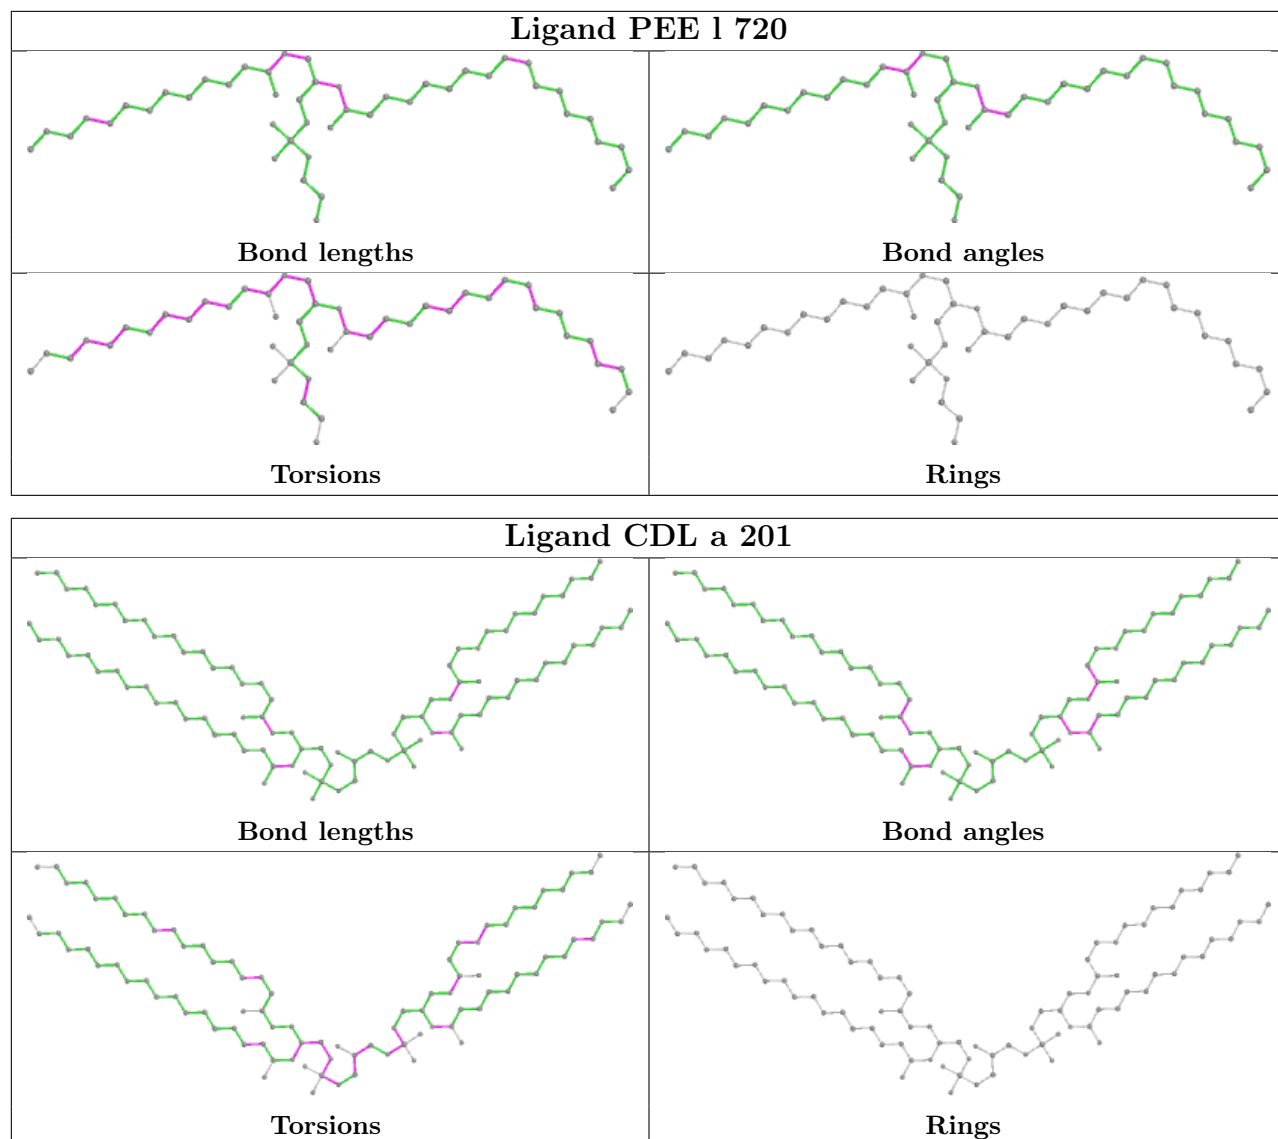 Ligand PEE l 720
Bond lengths
Bond angles
Torsions
Rings
Ligand CDL a 201
Bond lengths
Bond angles
Torsions
Rings